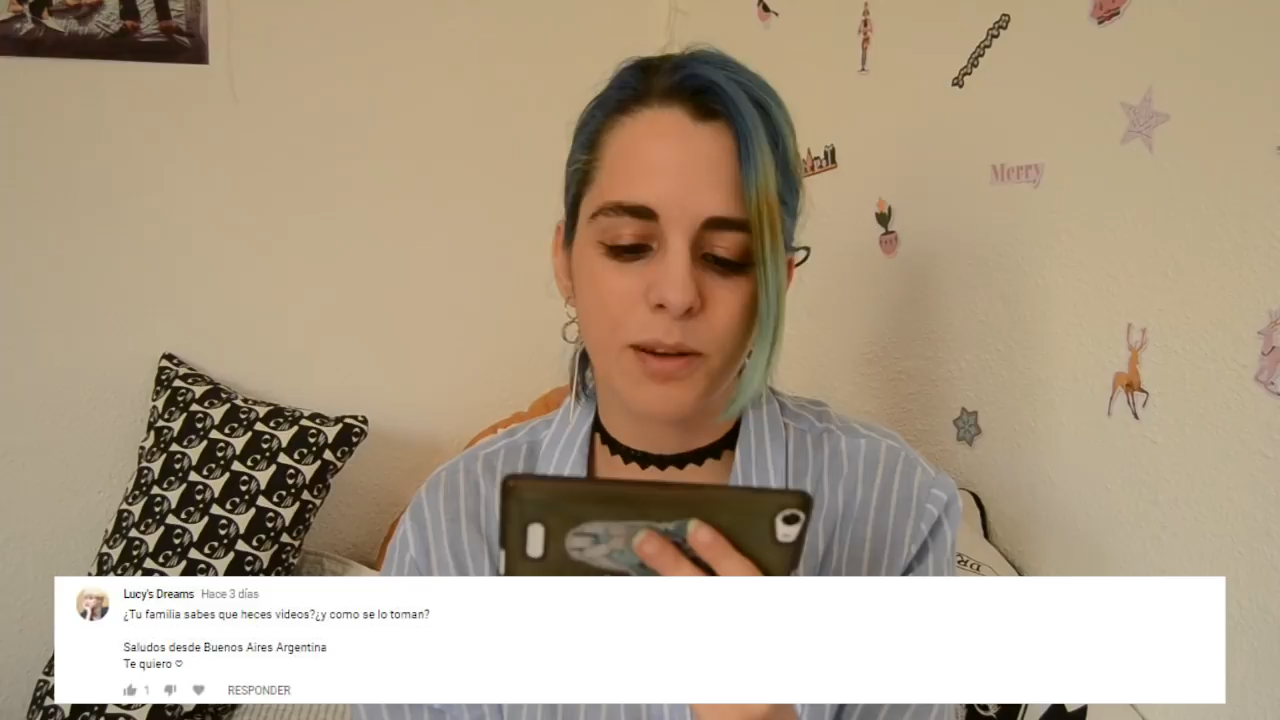 Merry
Lucy's Dreams Hace 3 días
¿Tu familia sabes que heces videos?¿y como se lo toman?
Saludos desde Buenos Aires Argentina
Te quiero ♡
1 RESPONDER